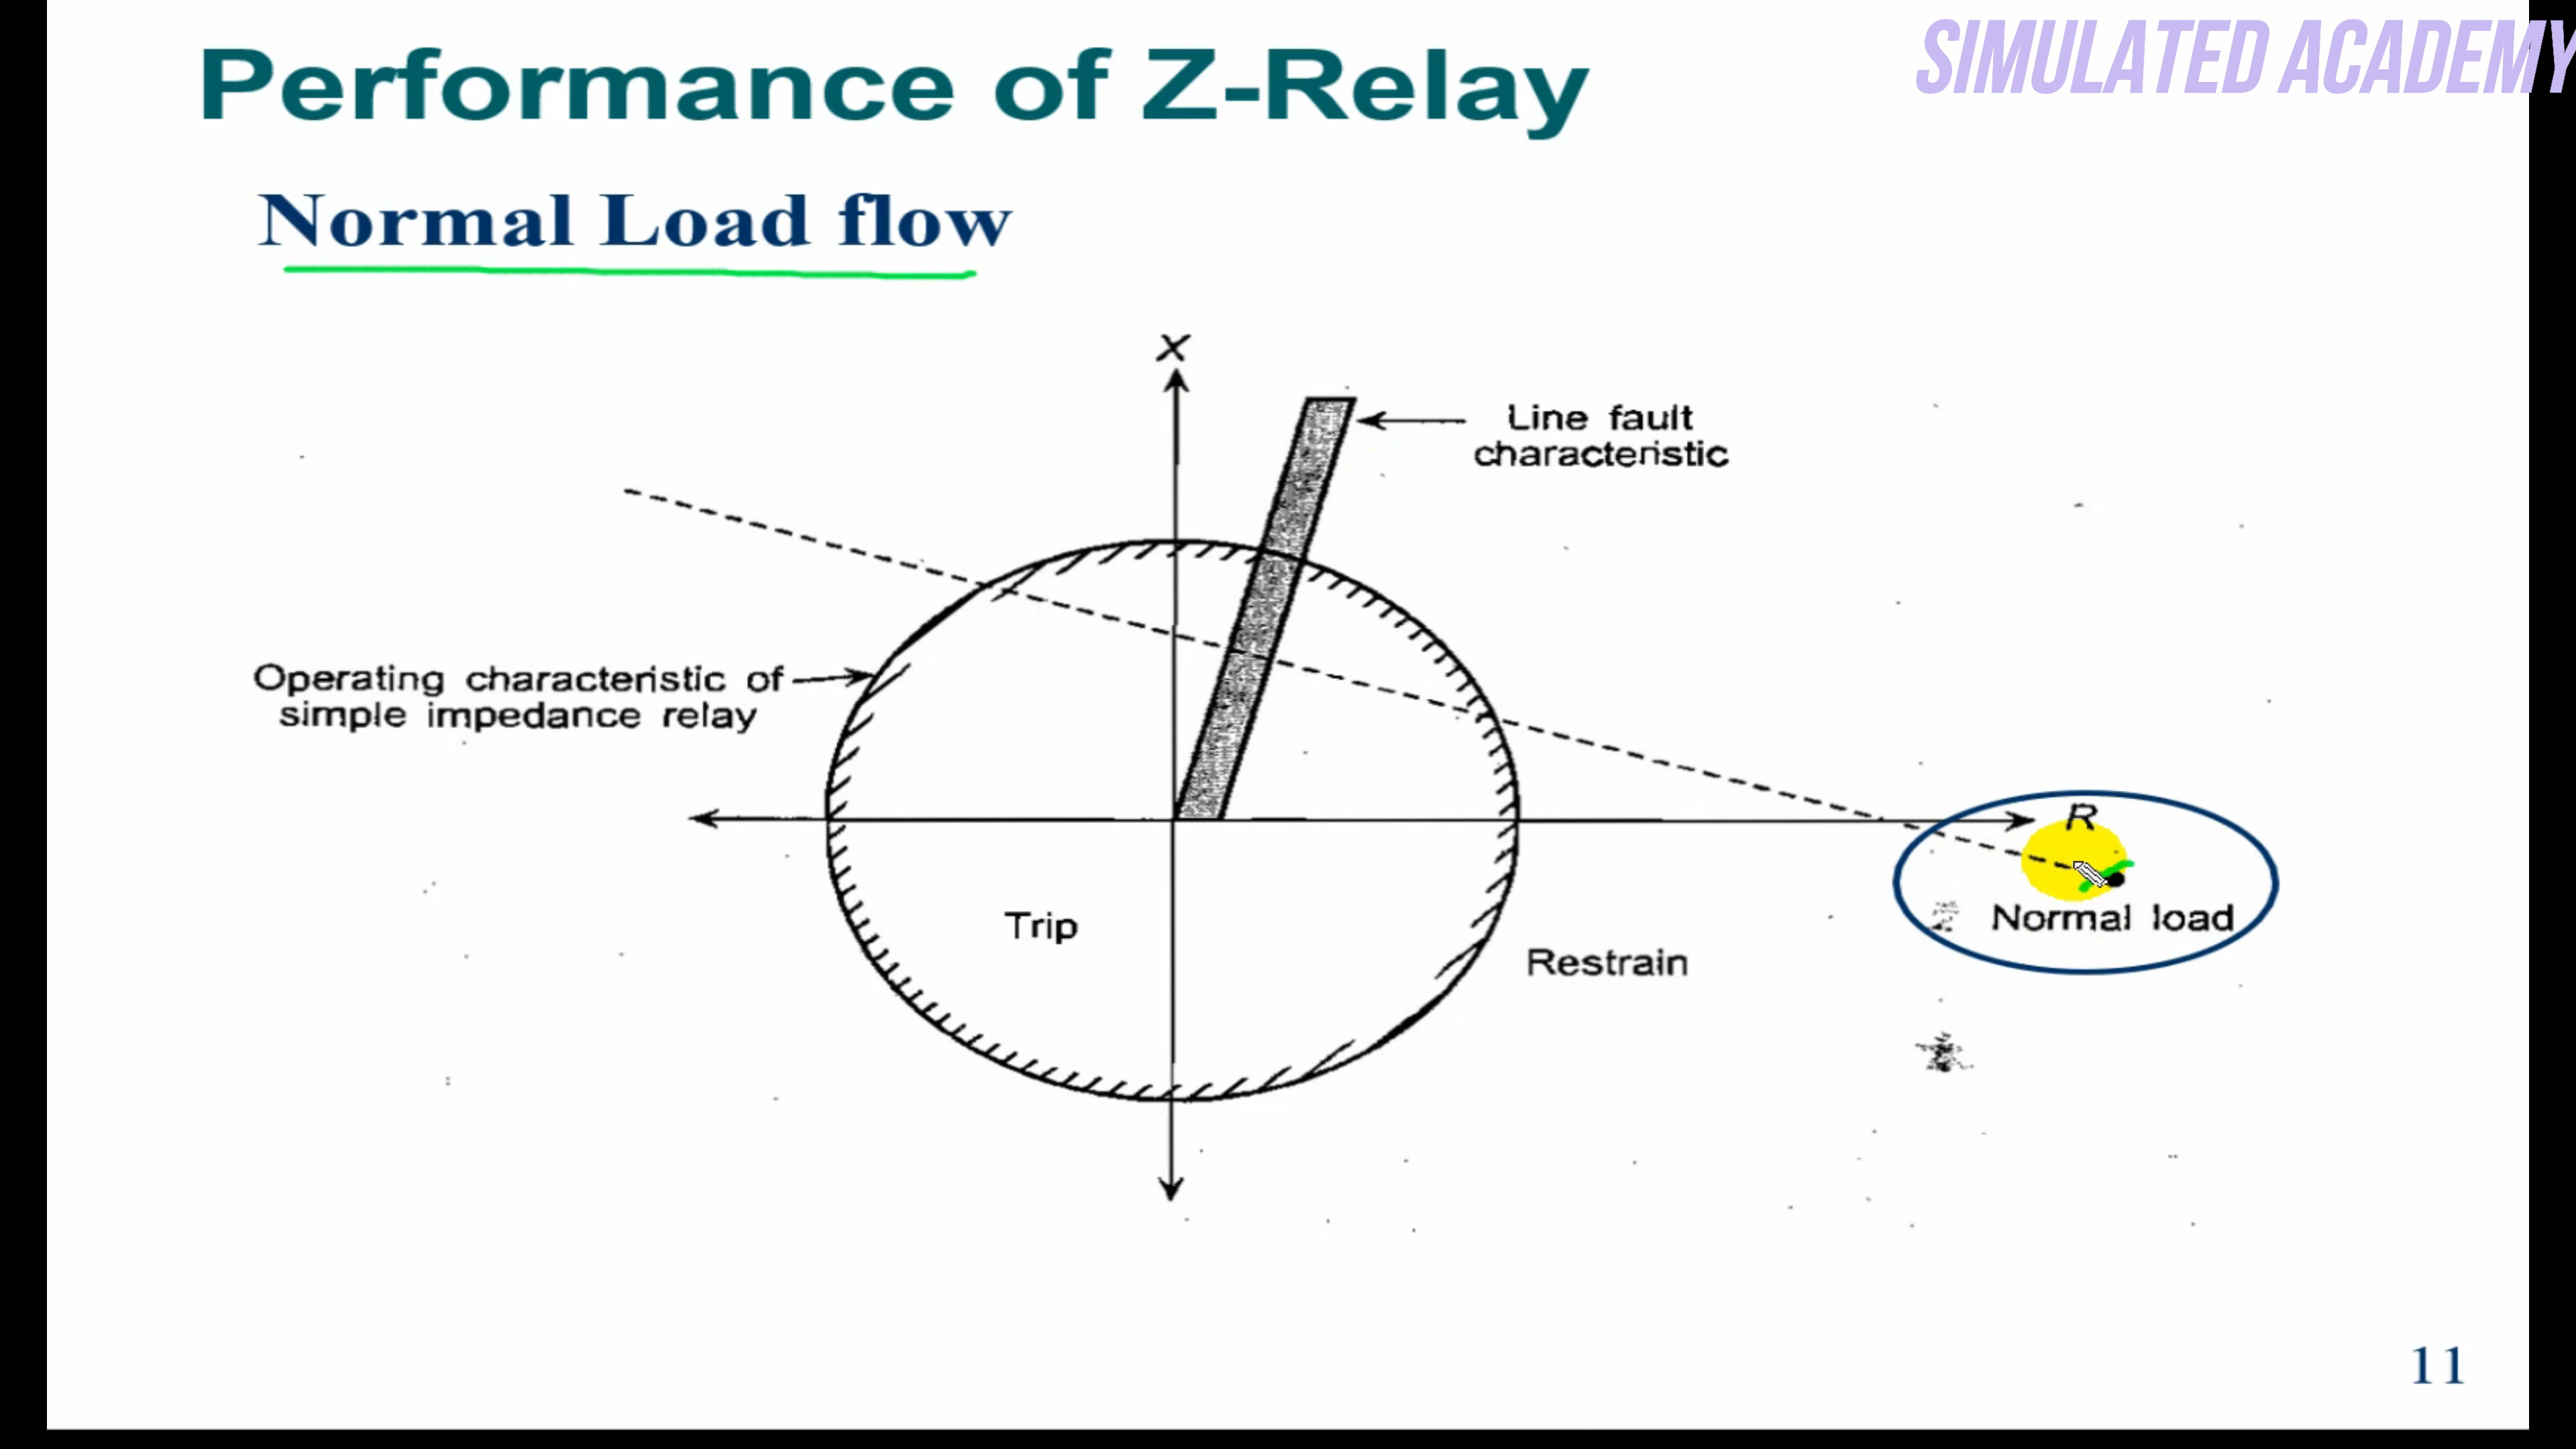 SIMULATED ACADEMY
Performance of Z-Relay
Normal Load flow
X
Line fault
characteristic
Operating characteristic of
simple impedance relay
R
Normal load
Trip
Restrain
11